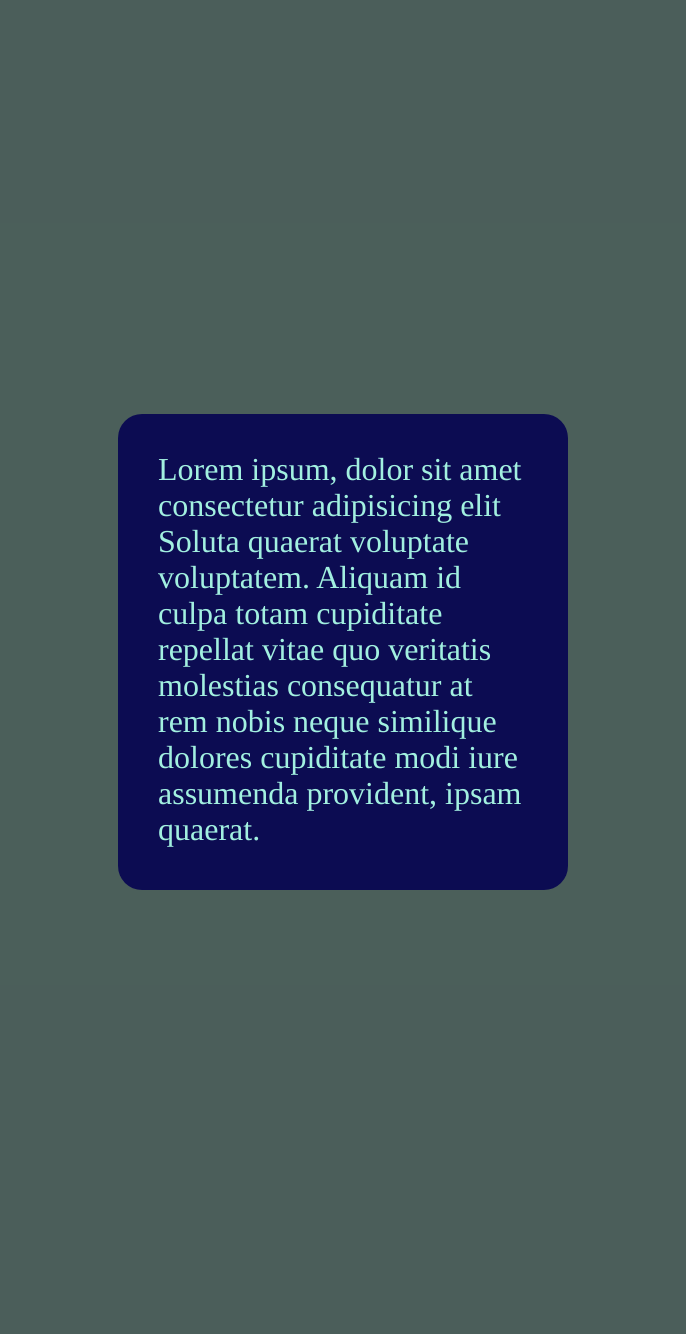 Lorem ipsum, dolor sit amet
consectetur adipisicing elit
Soluta quaerat voluptate
voluptatem. Aliquam id
culpa totam cupiditate
repellat vitae quo veritatis
molestias consequatur at
rem nobis neque similique
dolores cupiditate modi iure
assumenda provident, ipsam
quaerat.